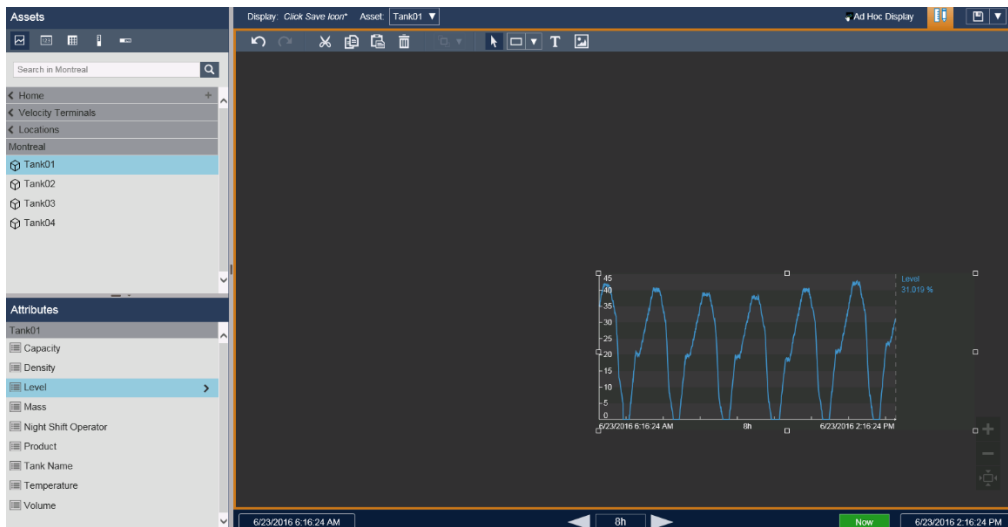 Assets
Display: Click Save Icon* Asset: Tank01
Ad Hoc Display
Search in Montreal
Home
Velocity Terminals
Locations
Montreal
Tank01
Tank02
Tank03
Tank04
Attributes
Tank01
Capacity
Density
Level
Mass
Night Shift Operator
Product
Tank Name
Temperature
Volume
45
40
35
30
25
20
15
10
5
0
Level
31.019 %
6/23/2016 6:16:24 AM 8h 6/23/2016 2:16:24 PM
6/23/2016 6:16:24 AM 8h Now 6/23/2016 2:16:24 PM